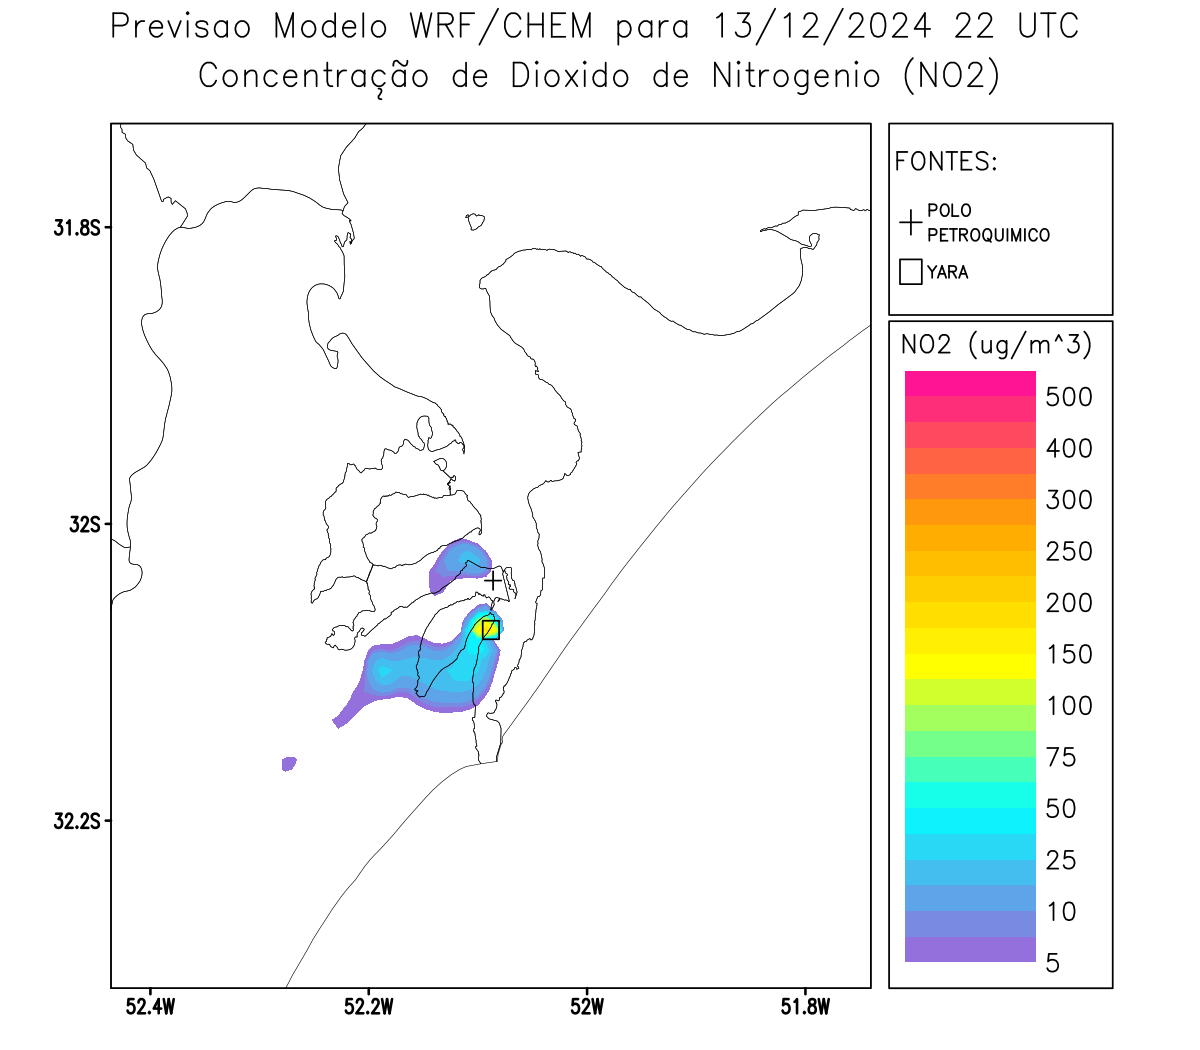 Previsao Modelo WRF/CHEM para 13/12/2024 22 UTC
Concentração de Dioxido de Nitrogenio (NO2)
FONTES:
POLO
PETROQUIMICO
YARA
31.8S
32S
32.2S
52.4W
52.2W
52W
51.8W
NO2 (ug/m^3)
500
400
300
250
200
150
100
75
50
25
10
5